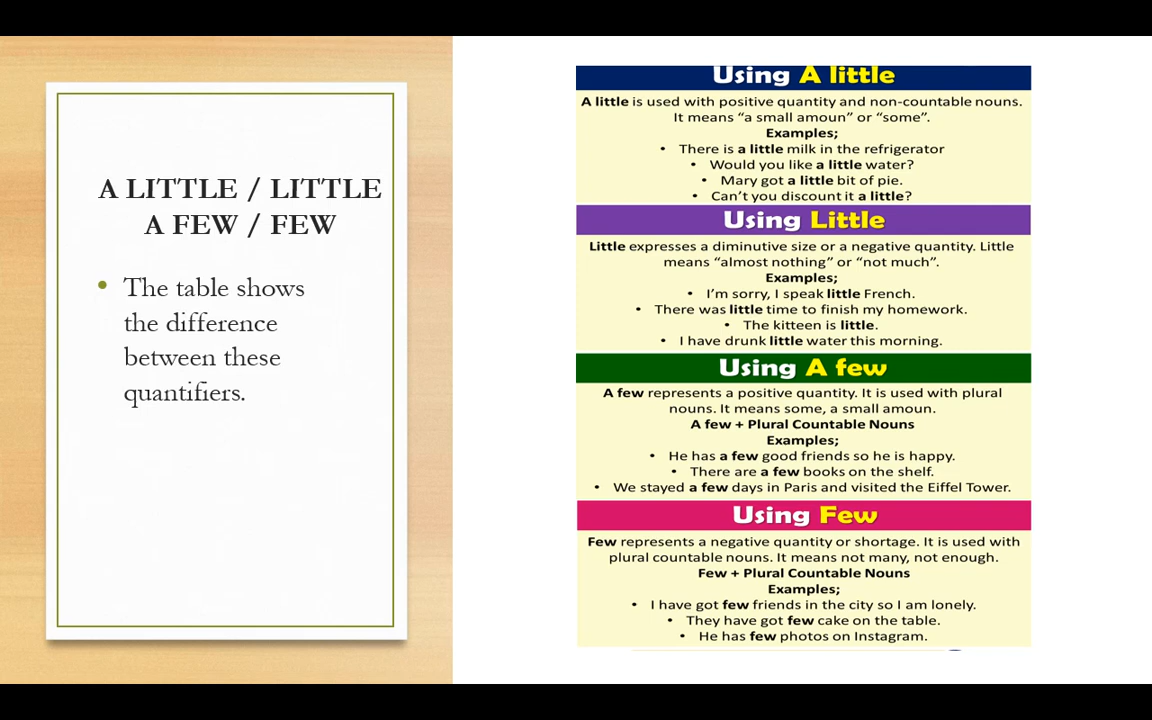 A LITTLE / LITTLE
A FEW / FEW
• The table shows
the difference
between these
quantifiers.
Using A little
A little is used with positive quantity and non-countable nouns.
It means “a small amoun” or “some”.
Examples;
• There is a little milk in the refrigerator
• Would you like a little water?
• Mary got a little bit of pie.
• Can’t you discount it a little?
Using Little
Little expresses a diminutive size or a negative quantity. Little
means “almost nothing” or “not much”.
Examples;
• I’m sorry, I speak little French.
• There was little time to finish my homework.
• The kitteen is little.
• I have drunk little water this morning.
Using A few
A few represents a positive quantity. It is used with plural
nouns. It means some, a small amoun.
A few + Plural Countable Nouns
Examples;
• He has a few good friends so he is happy.
• There are a few books on the shelf.
• We stayed a few days in Paris and visited the Eiffel Tower.
Using Few
Few represents a negative quantity or shortage. It is used with
plural countable nouns. It means not many, not enough.
Few + Plural Countable Nouns
Examples;
• I have got few friends in the city so I am lonely.
• They have got few cake on the table.
• He has few photos on Instagram.